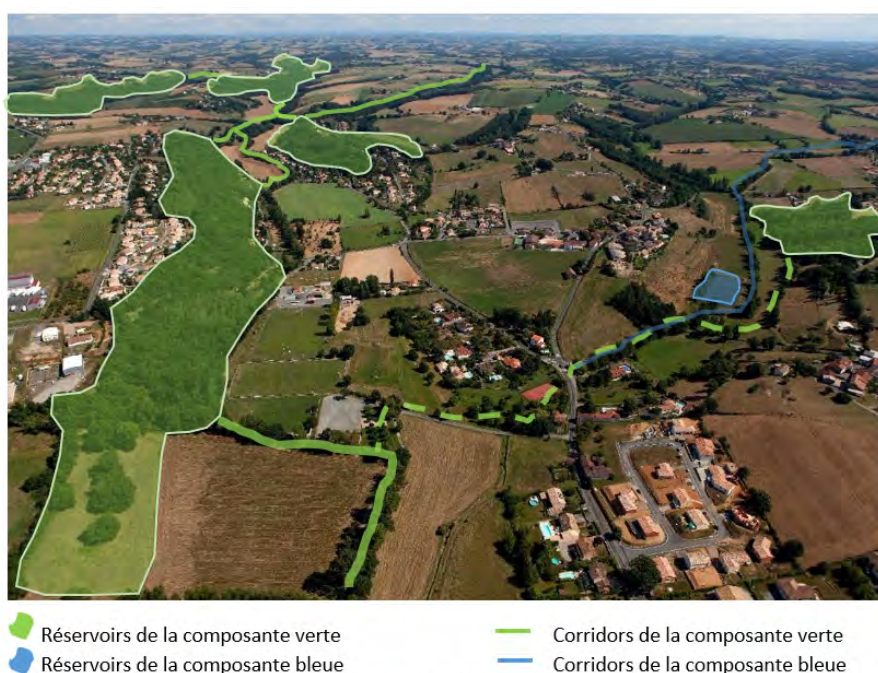 Réservoirs de la composante verte
Corridors de la composante verte
Réservoirs de la composante bleue
Corridors de la composante bleue